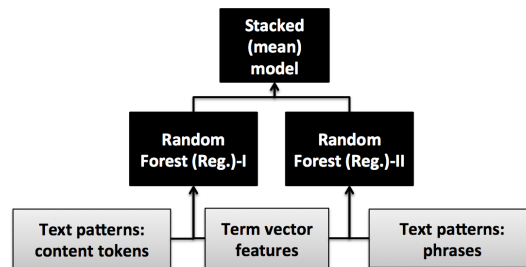 Stacked
(mean)
model
Random
Forest (Reg.)-I
Random
Forest (Reg.)-II
Text patterns:
content tokens
Term vector
features
Text patterns:
phrases